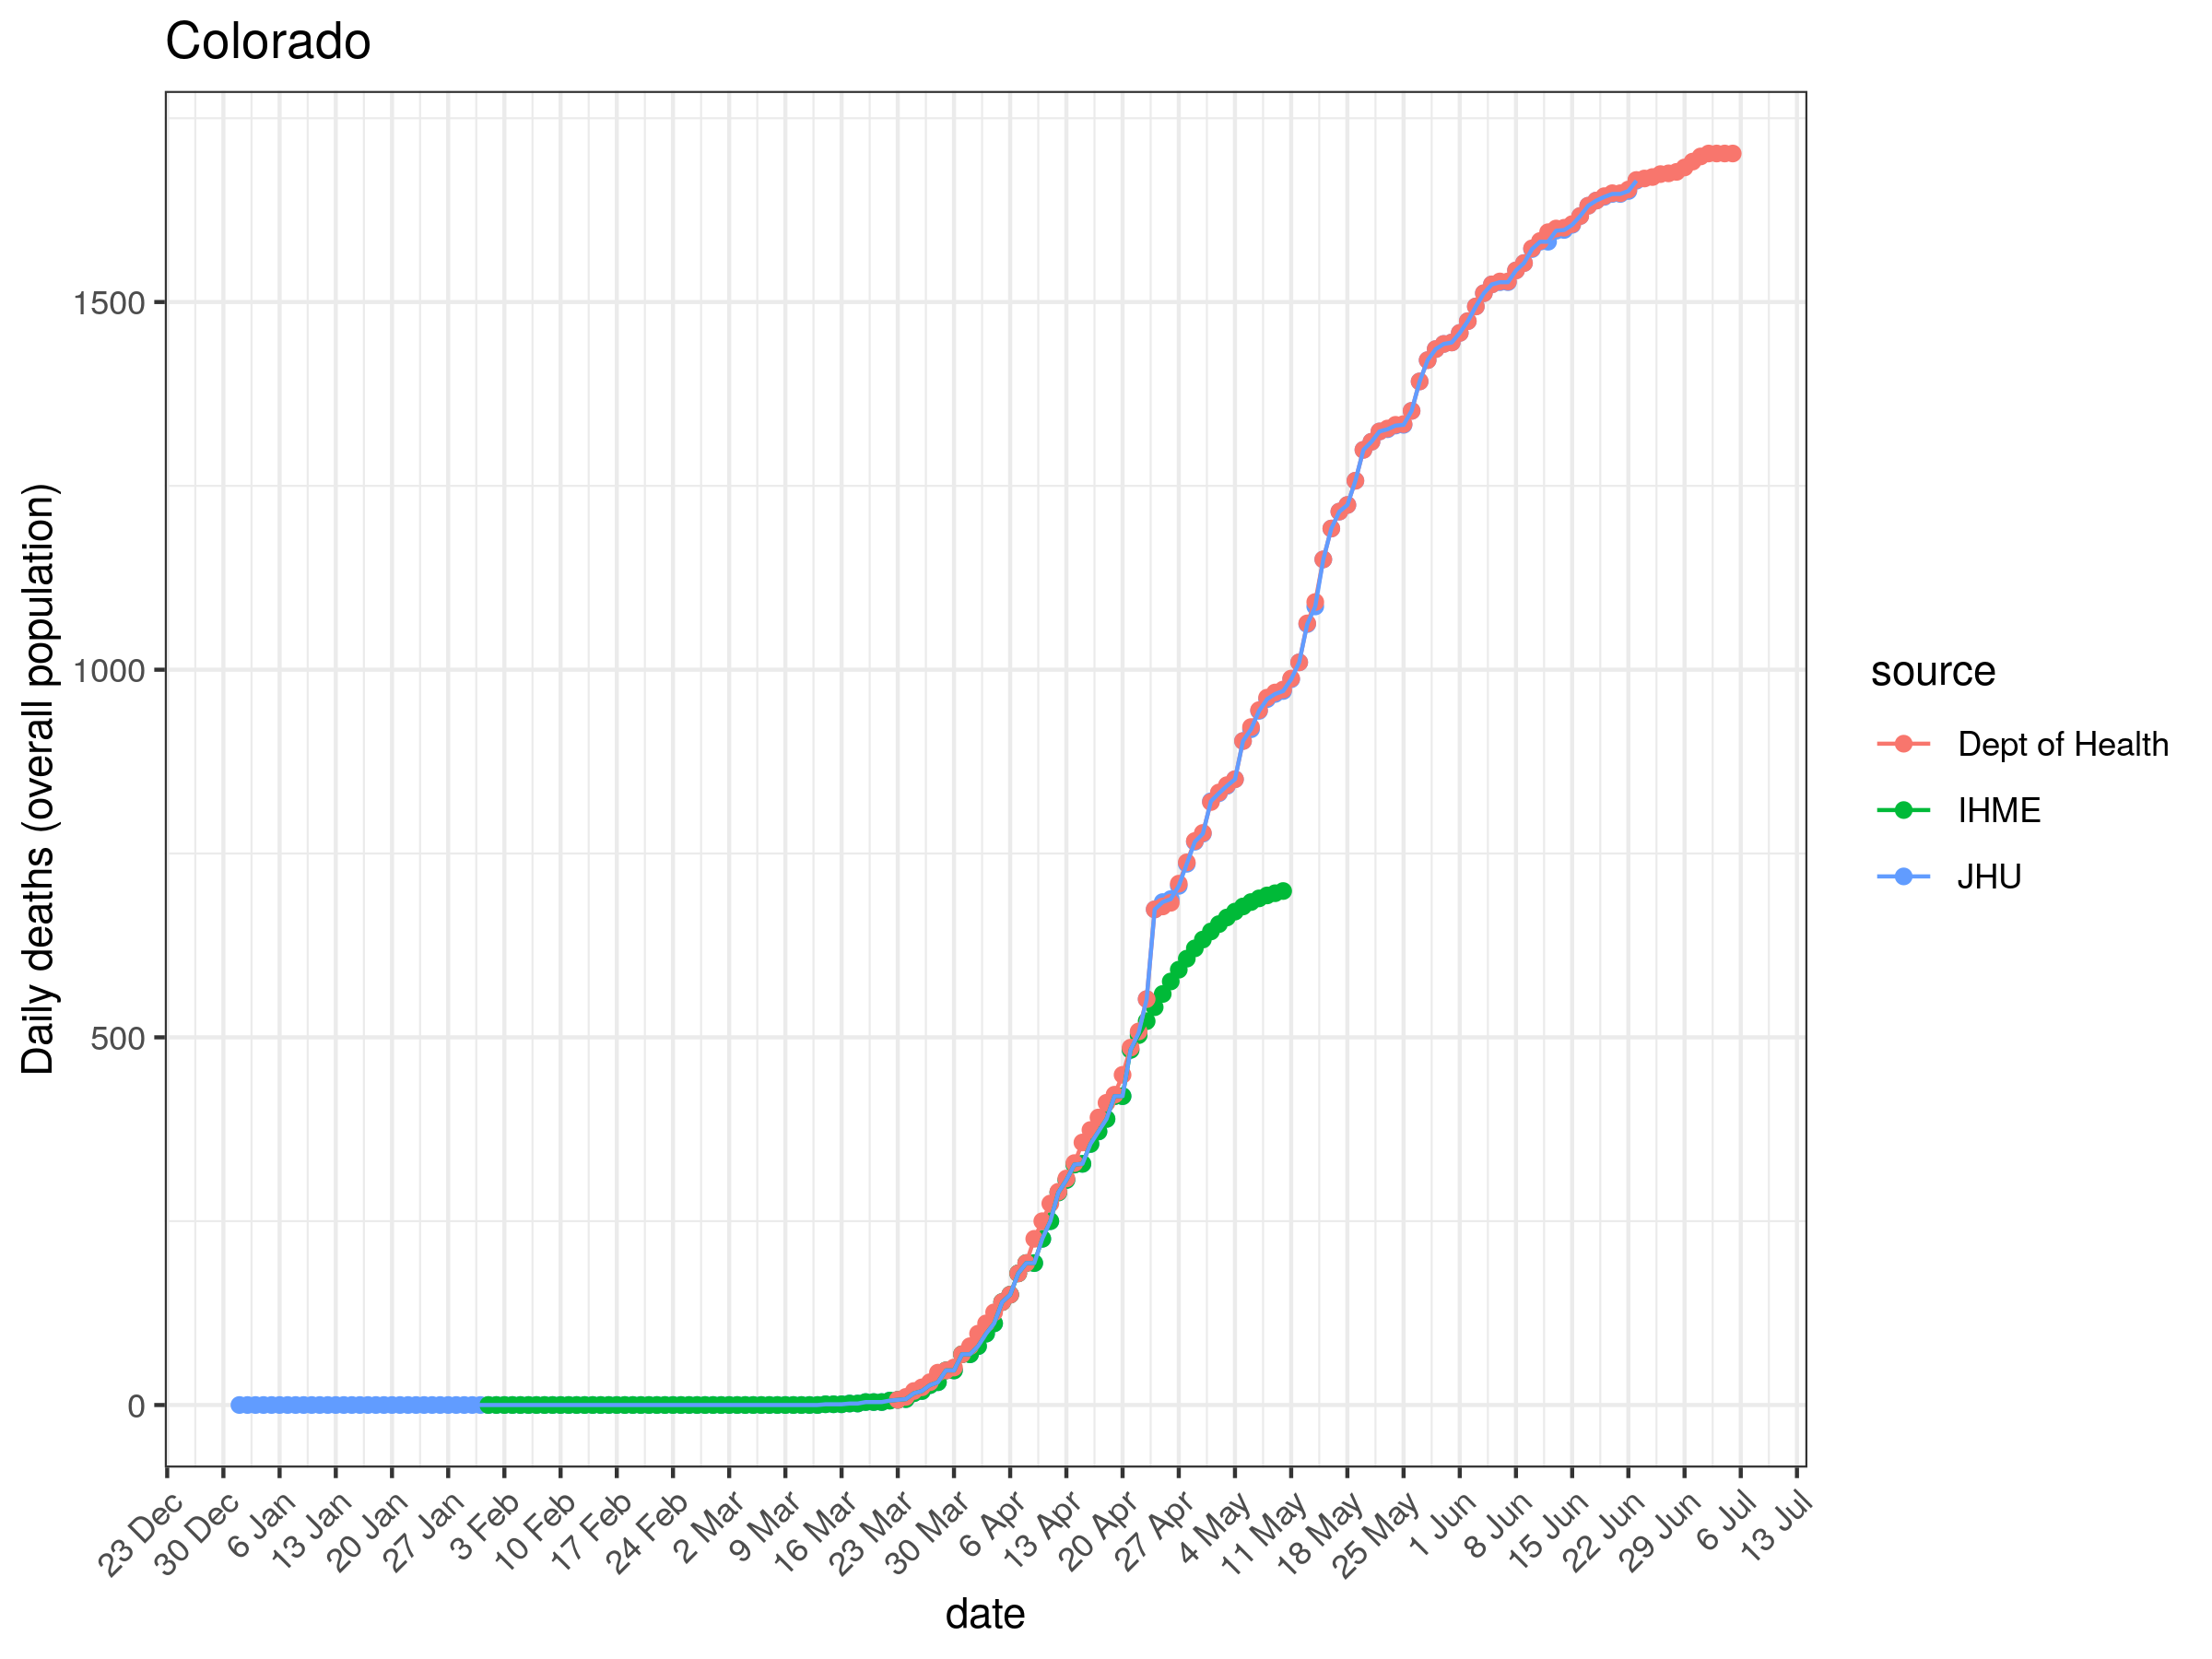 Colorado
Daily deaths (overall population)
1500
1000
500
0
23 Dec
30 Dec
6 Jan
13 Jan
20 Jan
27 Jan
3 Feb
10 Feb
17 Feb
24 Feb
2 Mar
9 Mar
16 Mar
23 Mar
30 Mar
6 Apr
13 Apr
20 Apr
27 Apr
4 May
11 May
18 May
25 May
1 Jun
8 Jun
15 Jun
22 Jun
29 Jun
6 Jul
13 Jul
date
source
Dept of Health
IHME
JHU